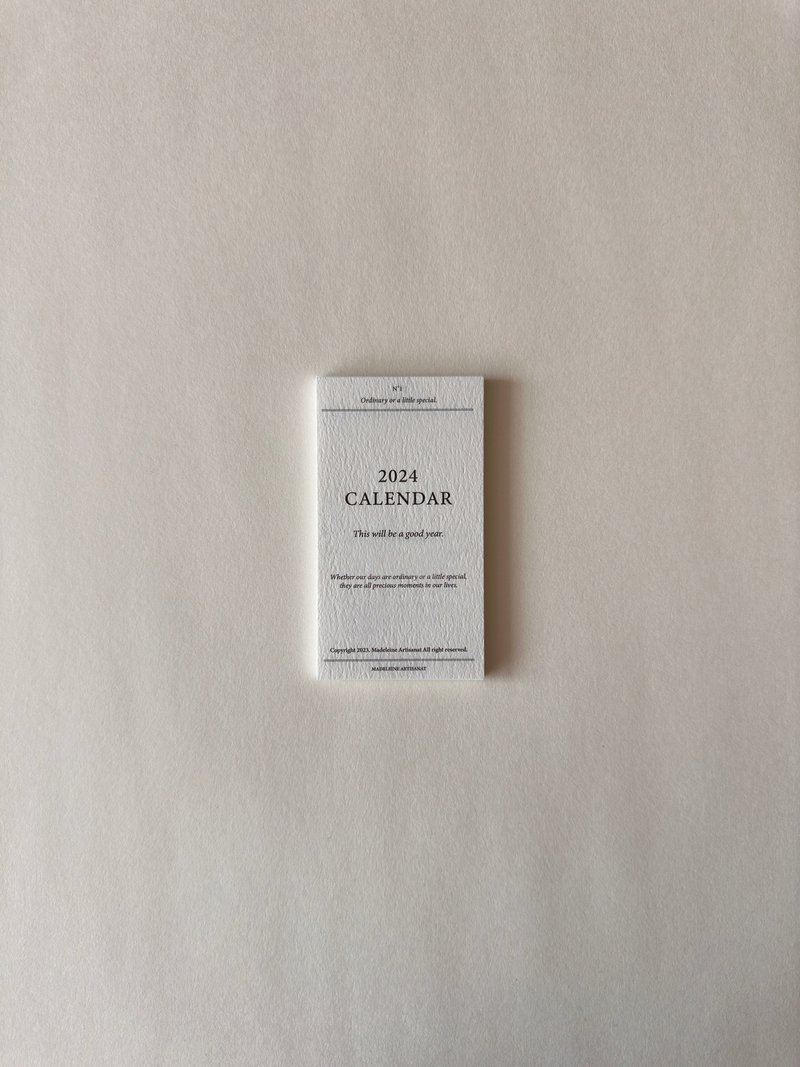 N°1
Ordinary or a little special.
2024
CALENDAR
This will be a good year.
Whether our days are ordinary or a little special,
they are all precious moments in our lives.
Copyright 2023. Madeleine Artisanat All right reserved.
MADELEINE ARTISANAT